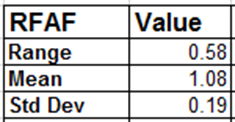 RFAF Value
Range 0.58
Mean 1.08
Std Dev 0.19